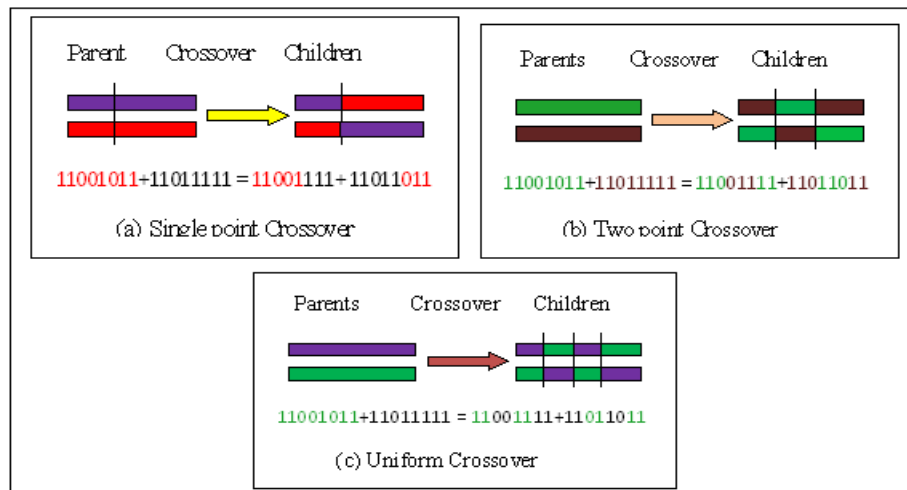 Parent Crossover Children
11001011+11011111 = 11001111+ 11011011
(a) Single point Crossover
Parents Crossover Children
11001011+11011111 = 11001111+11011011
(b) Two point Crossover
Parents Crossover Children
11001011+11011111 = 11001111+11011011
(c) Uniform Crossover